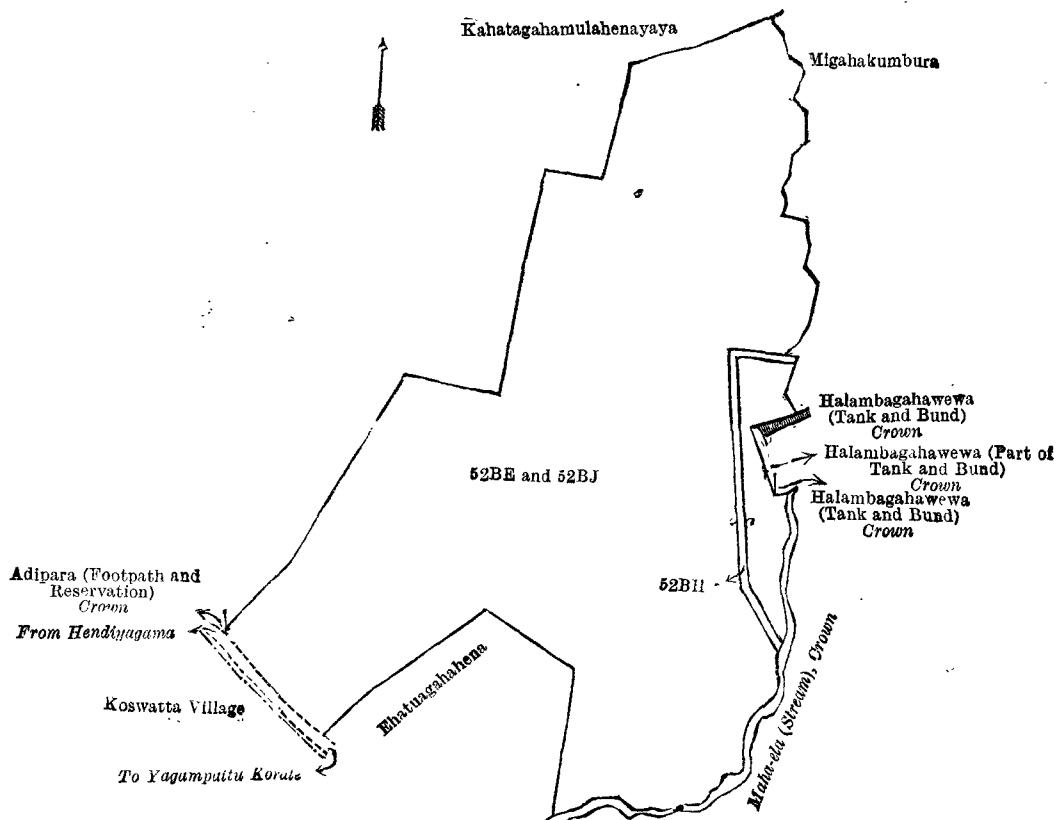 Kahatagahamulahenayaya
Migahakumbura
Halambagahawewa
(Tank and Bund)
Crown
Halambagahawewa (Part of
Tank and Bund)
Crown
Halambagahawewa
(Tank and Bund)
Crown
52BE and 52BJ
52BH
Adipara (Footpath and
Reservation)
Crown
From Hendiyagama
Koswatta Village
Ehatuagahahena
To Yagampattu Korale
Maha-ela (Stream), Crown